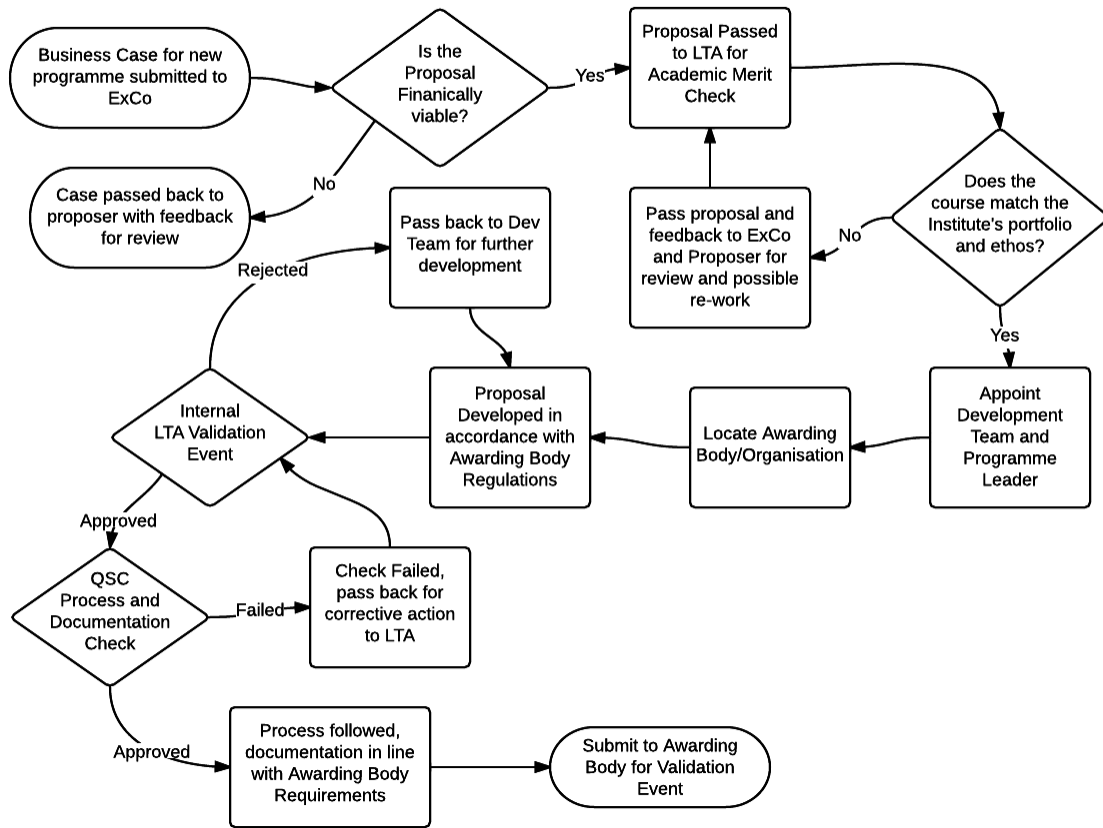 Business Case for new
programme submitted to
ExCo
Is the
Proposal
Finanically
viable?
Yes
Proposal Passed
to LTA for
Academic Merit
Check
No
Case passed back to
proposer with feedback
for review
Does the
course match the
Institute's portfolio
and ethos?
No
Pass proposal and
feedback to ExCo
and Proposer for
review and possible
re-work
Yes
Appoint
Development
Team and
Programme
Leader
Locate Awarding
Body/Organisation
Proposal
Developed in
accordance with
Awarding Body
Regulations
Pass back to Dev
Team for further
development
Rejected
Internal
LTA Validation
Event
Approved
QSC
Process and
Documentation
Check
Failed
Check Failed,
pass back for
corrective action
to LTA
Approved
Process followed,
documentation in line
with Awarding Body
Requirements
Submit to Awarding
Body for Validation
Event